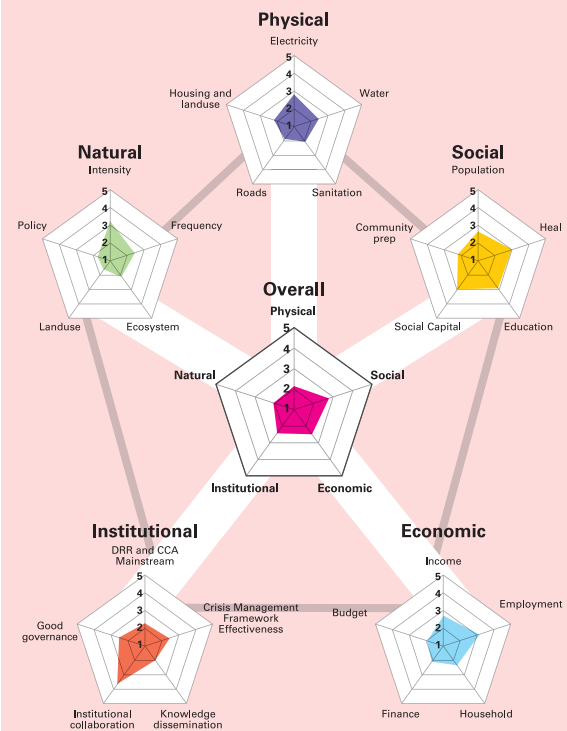 Physical
Electricity
5
4
3
2
1
Housing and
landuse
Water
Roads
Sanitation
Natural
Intensity
5
4
3
2
1
Policy
Frequency
Landuse
Ecosystem
Social
Population
5
4
3
2
1
Community
prep
Heal
Social Capital
Education
Overall
Physical
5
4
3
2
1
Natural
Social
Institutional
Economic
Institutional
DRR and CCA
Mainstream
5
4
3
2
1
Good
governance
Crisis Management
Framework
Effectiveness
Institutional
collaboration
Knowledge
dissemination
Economic
Income
5
4
3
2
1
Budget
Employment
Finance
Household